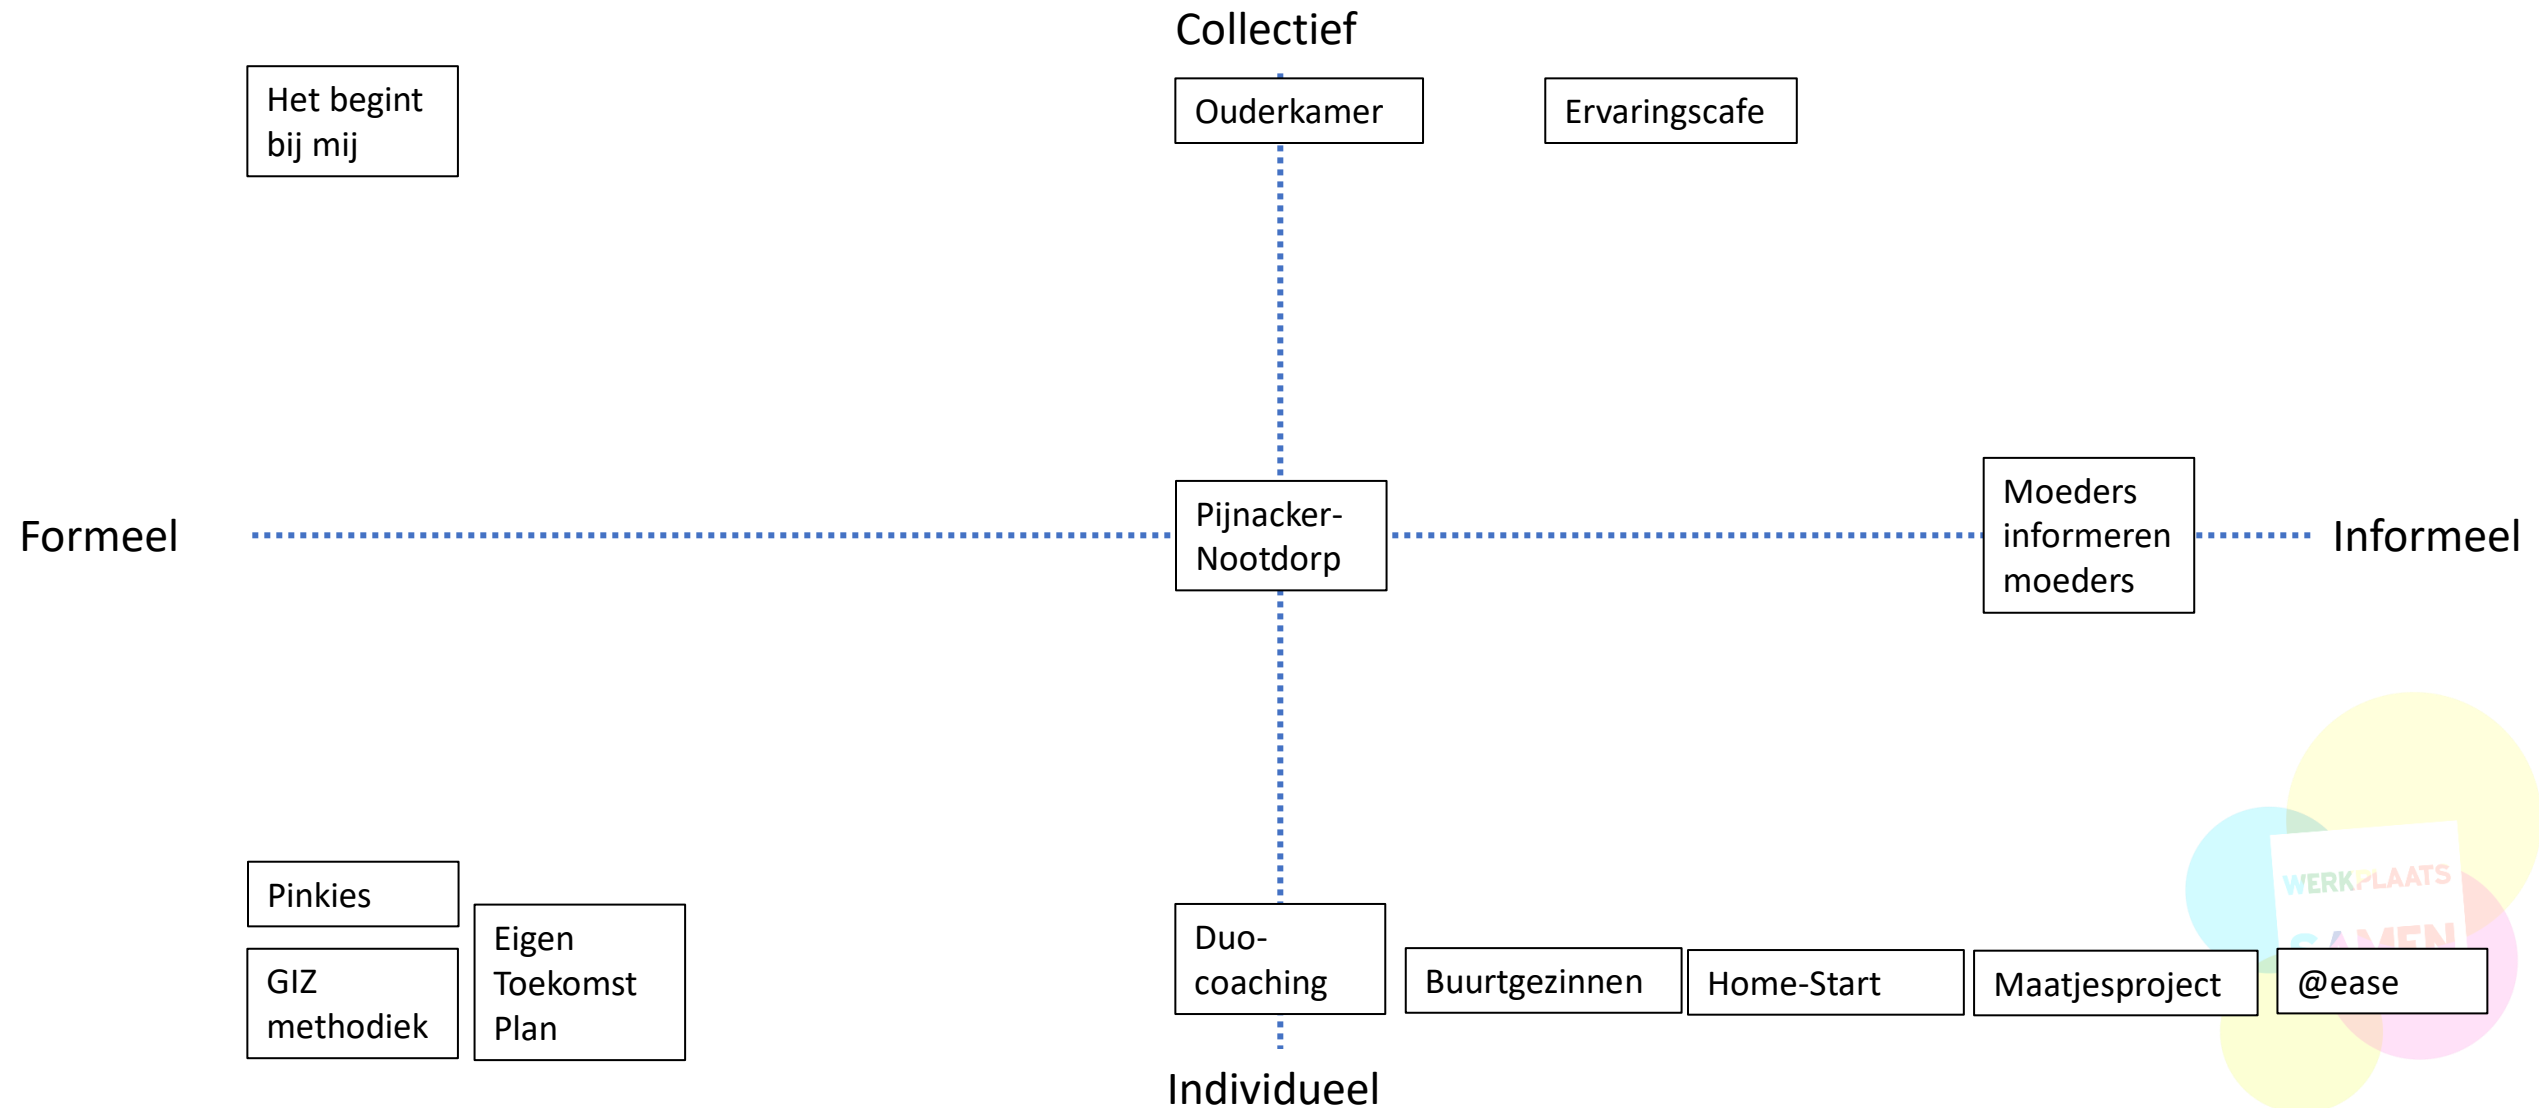 Collectief
Het begint
bij mij
Ouderkamer
Ervaringscafe
Formeel
Pijnacker-
Nootdorp
Moeders
informeren
moeders
Informeel
Pinkies
GIZ
methodiek
Eigen
Toekomst
Plan
Duo-
coaching
Buurtgezinnen
Home-Start
Maatjesproject
@ease
WERKPLAATS
SAMEN
Individueel